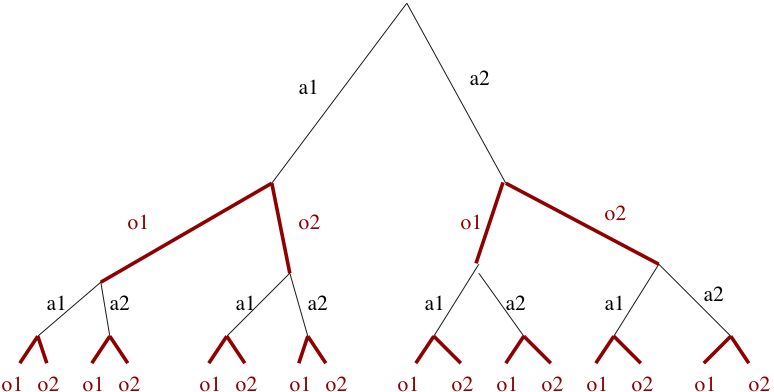 a1 a2
o1 o2 o1 o2
a1 a2 a1 a2 a1 a2 a1 a2
o1 o2 o1 o2 o1 o2 o1 o2 o1 o2 o1 o2 o1 o2 o1 o2